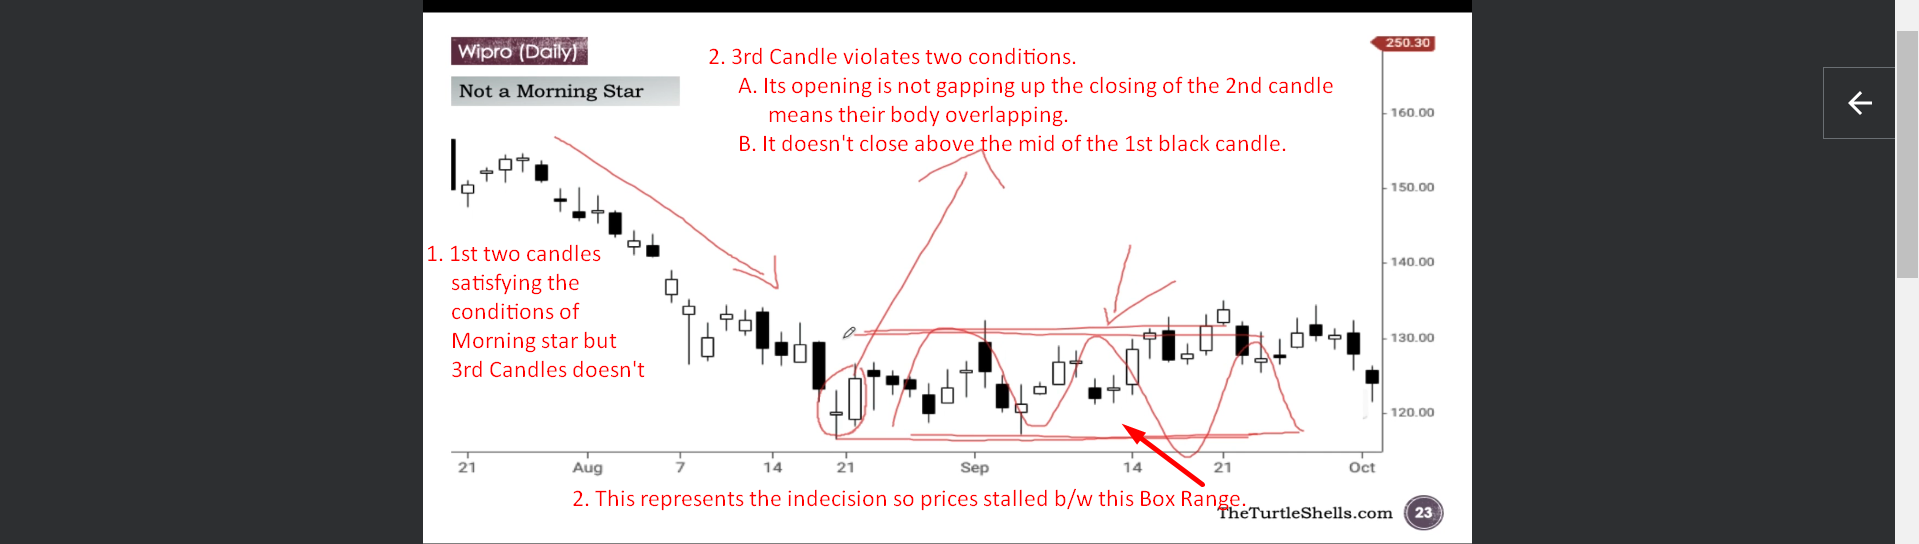 Wipro (Daily)
Not a Morning Star
2. 3rd Candle violates two conditions.
A. Its opening is not gapping up the closing of the 2nd candle
means their body overlapping.
B. It doesn't close above the mid of the 1st black candle.
1. 1st two candles
satisfying the
conditions of
Morning star but
3rd Candles doesn't
250.30
160.00
150.00
140.00
130.00
120.00
21 Aug 7 14 21 Sep 14 21 Oct
2. This represents the indecision so prices stalled b/w this Box Range.
TheTurtleShells.com 23